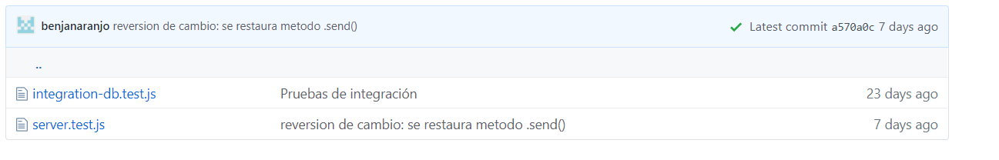 benjanaranjo reversion de cambio: se restaura metodo .send() Latest commit a570a0c 7 days ago
..
integration-db.test.js Pruebas de integración 23 days ago
server.test.js reversion de cambio: se restaura metodo .send() 7 days ago